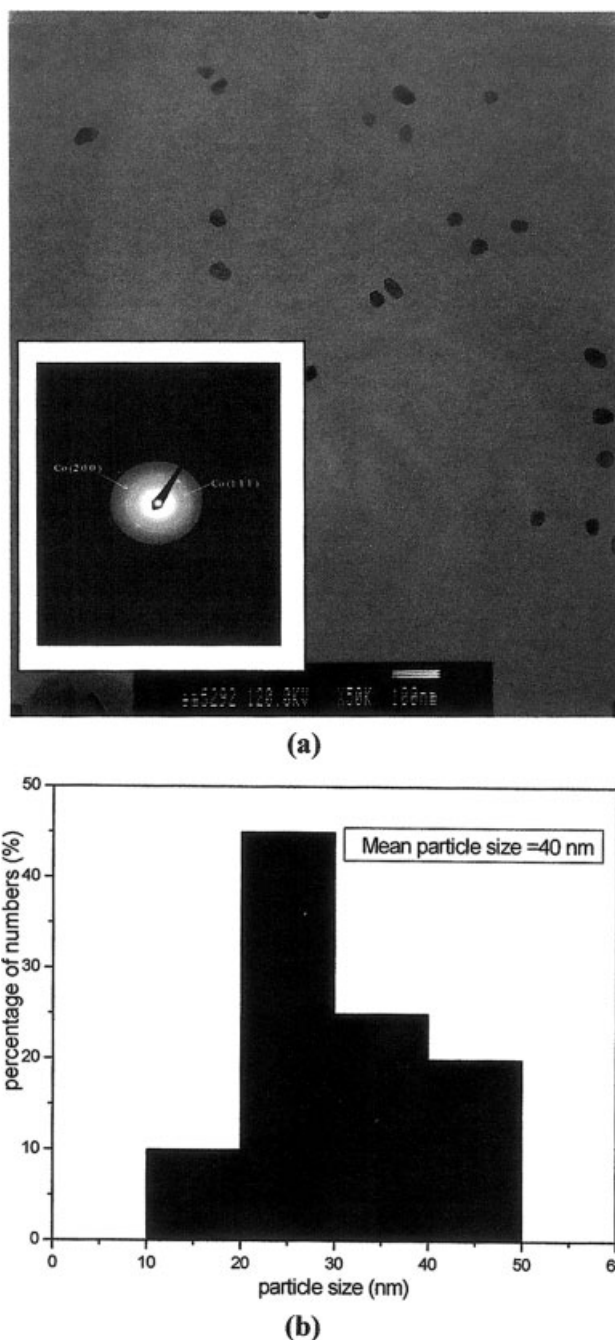 Co(200)
Co(111)
120.0KV X50K 100nm
(a)
50
40
30
20
10
0
percentage of numbers (%)
Mean particle size =40 nm
0 10 20 30 40 50
particle size (nm)
(b)